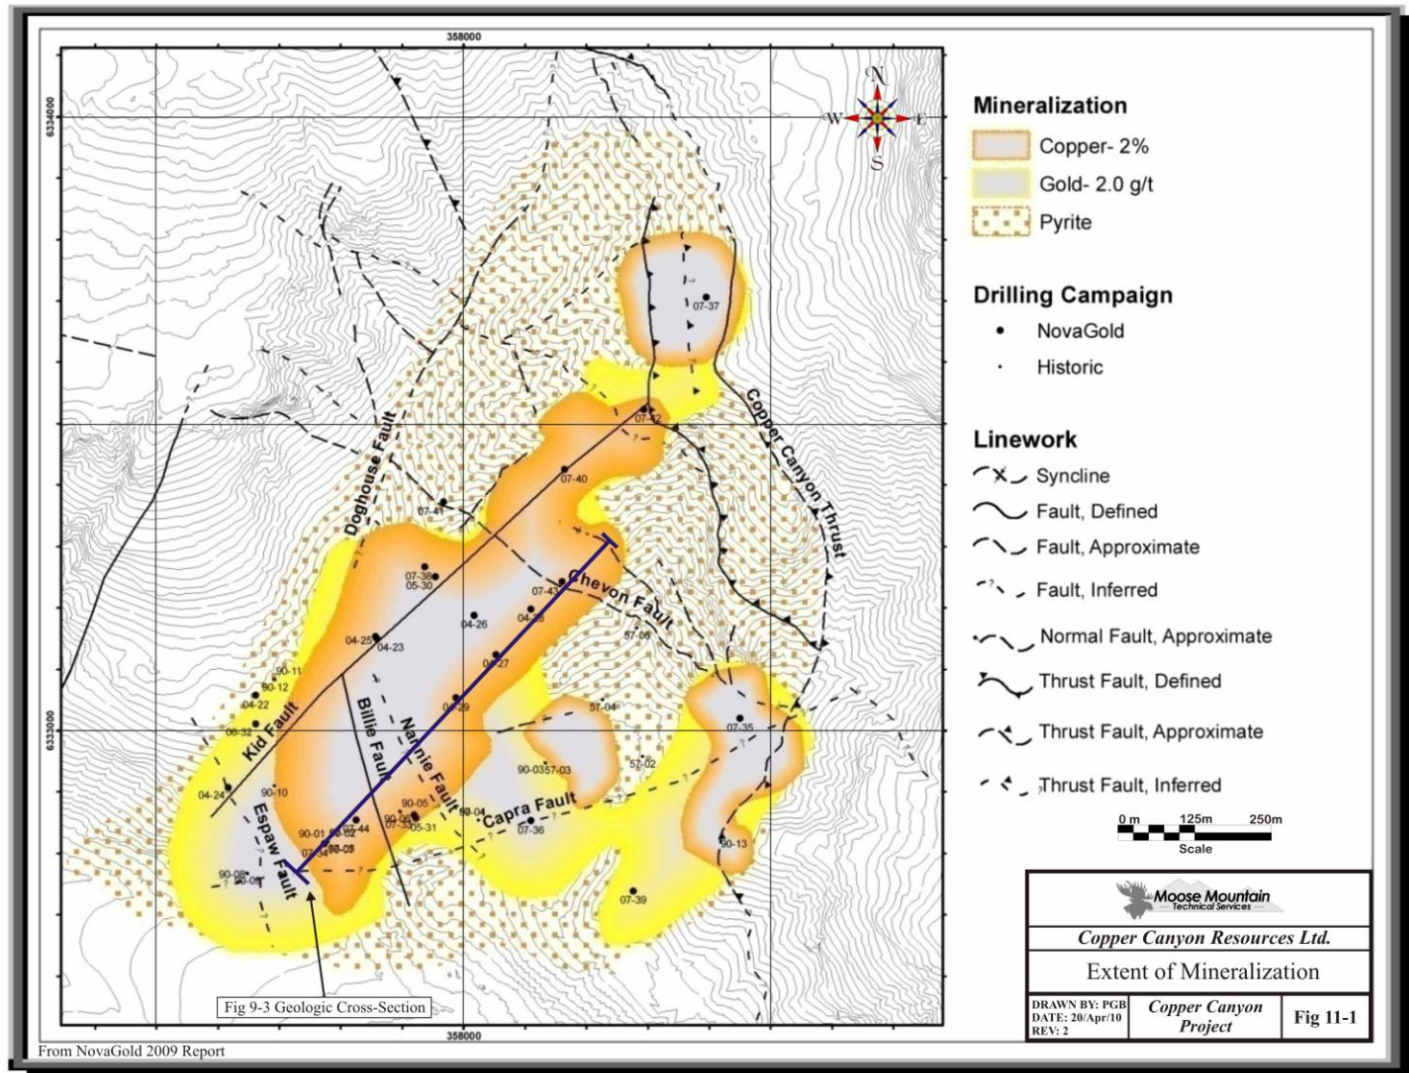 358000
6334000
6333000
N
W
E
S
07-37
07-42
07-40
07-41
Doghouse Fault
Copper Canyon Thrust
07-38
05-30
07-43
Chevon Fault
04-26
04-28
57-06
04-25
04-23
04-27
90-11
90-12
04-22
04-29
57-04
06-32
Kid Fault
Billie Fault
Nannie Fault
07-35
90-03
57-03
57-02
04-24
90-10
90-05
Capra Fault
07-36
05-31
Espaw Fault
90-01
07-44
07-34
90-13
90-08
07-39
Fig 9-3 Geologic Cross-Section
358000
From NovaGold 2009 Report
Mineralization
Copper- 2%
Gold- 2.0 g/t
Pyrite
Drilling Campaign
NovaGold
Historic
Linework
Syncline
Fault, Defined
Fault, Approximate
? Fault, Inferred
Normal Fault, Approximate
Thrust Fault, Defined
Thrust Fault, Approximate
? Thrust Fault, Inferred
0 m 125m 250m
Scale
Moose Mountain
Technical Services
Copper Canyon Resources Ltd.
Extent of Mineralization
DRAWN BY: PGB
DATE: 20/Apr/10
REV: 2
Copper Canyon
Project
Fig 11-1